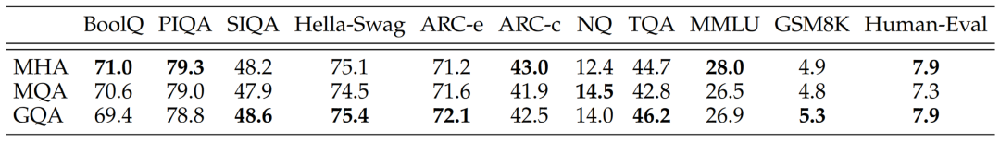 BoolQ PIQA SIQA Hella-Swag ARC-e ARC-c NQ TQA MMLU GSM8K Human-Eval
MHA 71.0 79.3 48.2 75.1 71.2 43.0 12.4 44.7 28.0 4.9 7.9
MQA 70.6 79.0 47.9 74.5 71.6 41.9 14.5 42.8 26.5 4.8 7.3
GQA 69.4 78.8 48.6 75.4 72.1 42.5 14.0 46.2 26.9 5.3 7.9